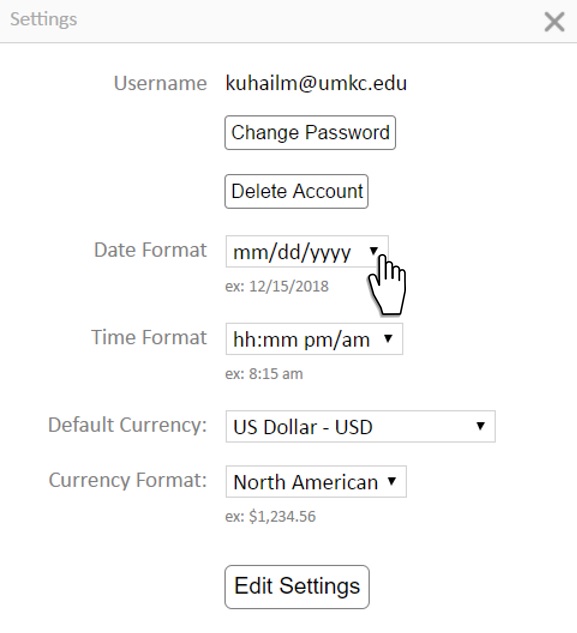 Settings
Username kuhailm@umkc.edu
Change Password
Delete Account
Date Format mm/dd/yyyy
ex: 12/15/2018
Time Format hh:mm pm/am
ex: 8:15 am
Default Currency: US Dollar - USD
Currency Format: North American
ex: $1,234.56
Edit Settings